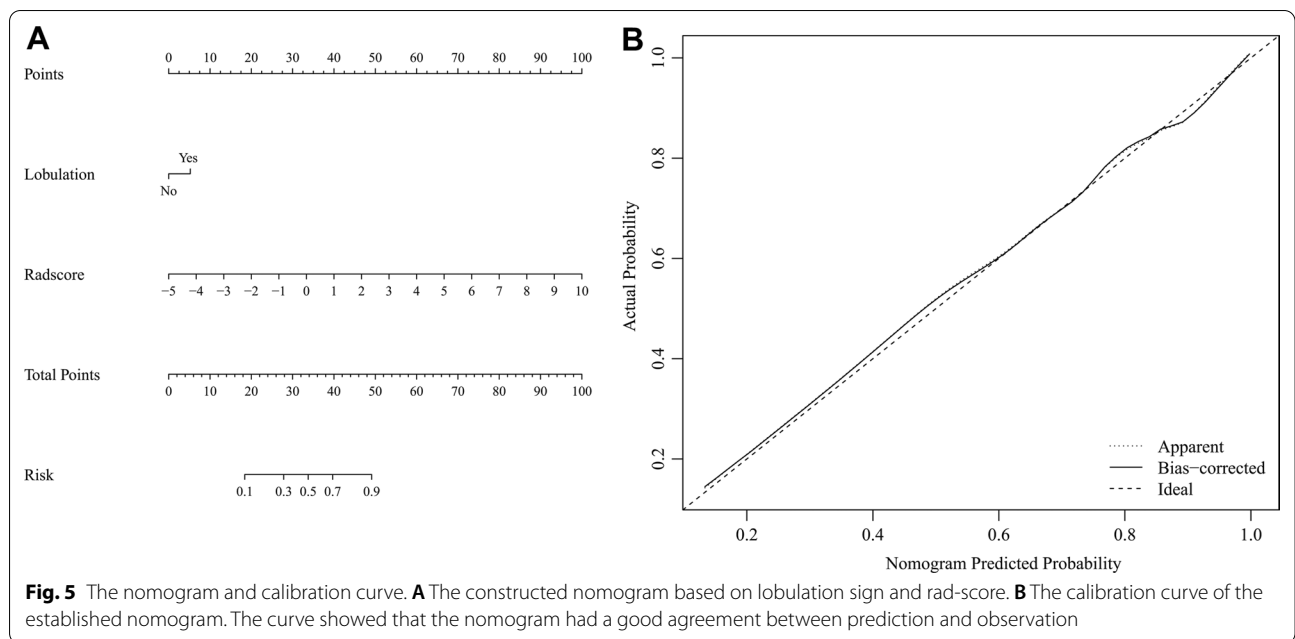 A
0 10 20 30 40 50 60 70 80 90 100
Points
Yes
Lobulation
No
Radscore
−5 −4 −3 −2 −1 0 1 2 3 4 5 6 7 8 9 10
Total Points
0 10 20 30 40 50 60 70 80 90 100
Risk
0.1 0.3 0.5 0.7 0.9
B
1.0
0.8
0.6
0.4
0.2
Actual Probability
Apparent
Bias−corrected
Ideal
0.2 0.4 0.6 0.8 1.0
Nomogram Predicted Probability
Fig. 5 The nomogram and calibration curve. A The constructed nomogram based on lobulation sign and rad-score. B The calibration curve of the
established nomogram. The curve showed that the nomogram had a good agreement between prediction and observation